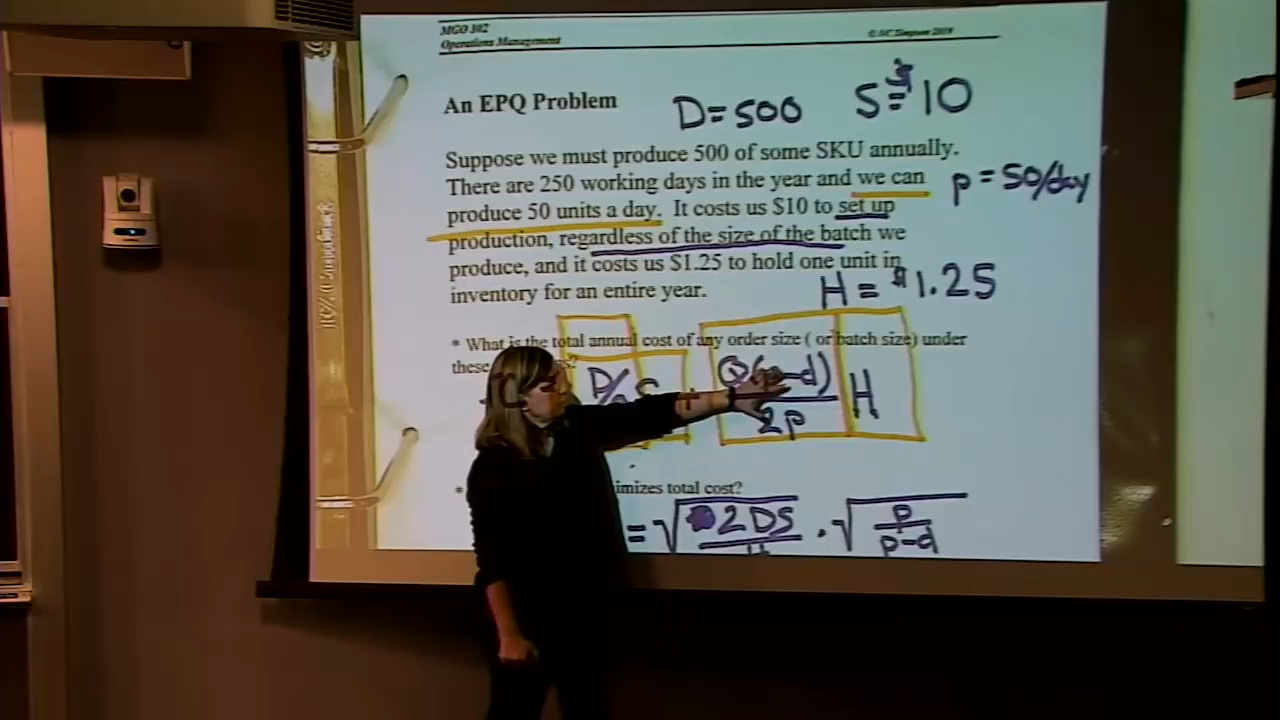 MGO 302
Operations Management
© NC Simpson 2019
An EPQ Problem
D=500
S=$10
Suppose we must produce 500 of some SKU annually.
There are 250 working days in the year and we can
p = 50/day
produce 50 units a day. It costs us $10 to set up
production, regardless of the size of the batch we
produce, and it costs us $1.25 to hold one unit in
inventory for an entire year.
H = $1.25
* What is the total annual cost of any order size ( or batch size) under
these
D/ S + Q(p-d)/2p H
* imizes total cost?
= √2DS/H · √p/p-d